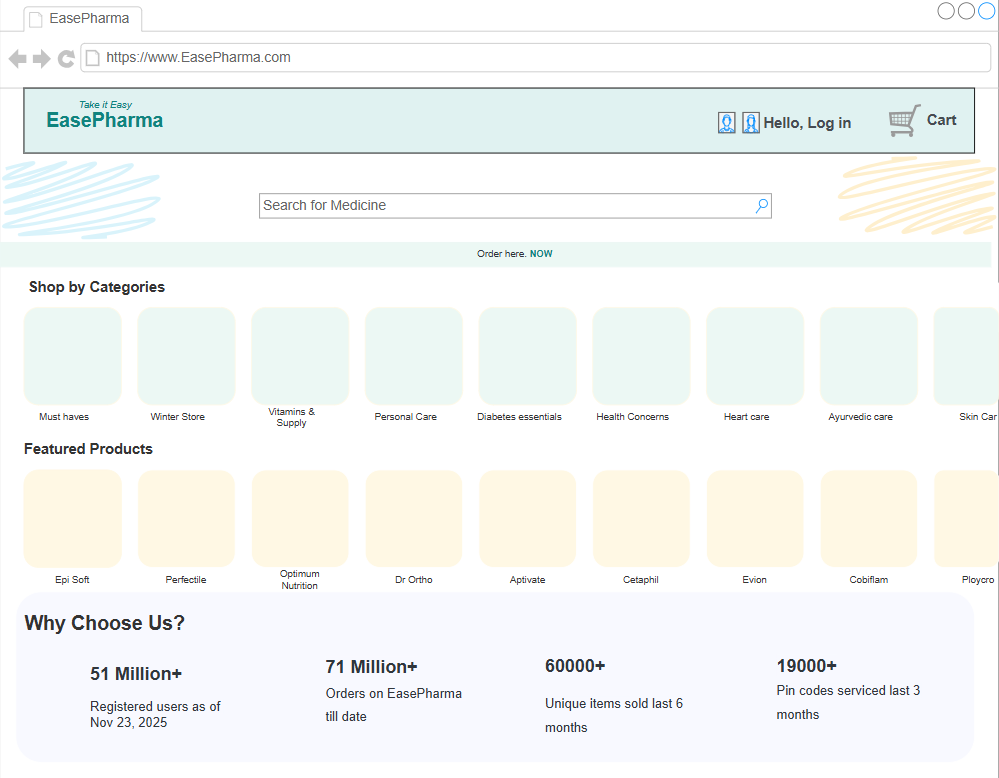 EasePharma
https://www.EasePharma.com
Take it Easy
EasePharma
Hello, Log in
Cart
Search for Medicine
Order here. NOW
Shop by Categories
Must haves
Winter Store
Vitamins &
Supply
Personal Care
Diabetes essentials
Health Concerns
Heart care
Ayurvedic care
Skin Car
Featured Products
Epi Soft
Perfectile
Optimum
Nutrition
Dr Ortho
Aptivate
Cetaphil
Evion
Cobiflam
Ploycro
Why Choose Us?
51 Million+
Registered users as of
Nov 23, 2025
71 Million+
Orders on EasePharma
till date
60000+
Unique items sold last 6
months
19000+
Pin codes serviced last 3
months